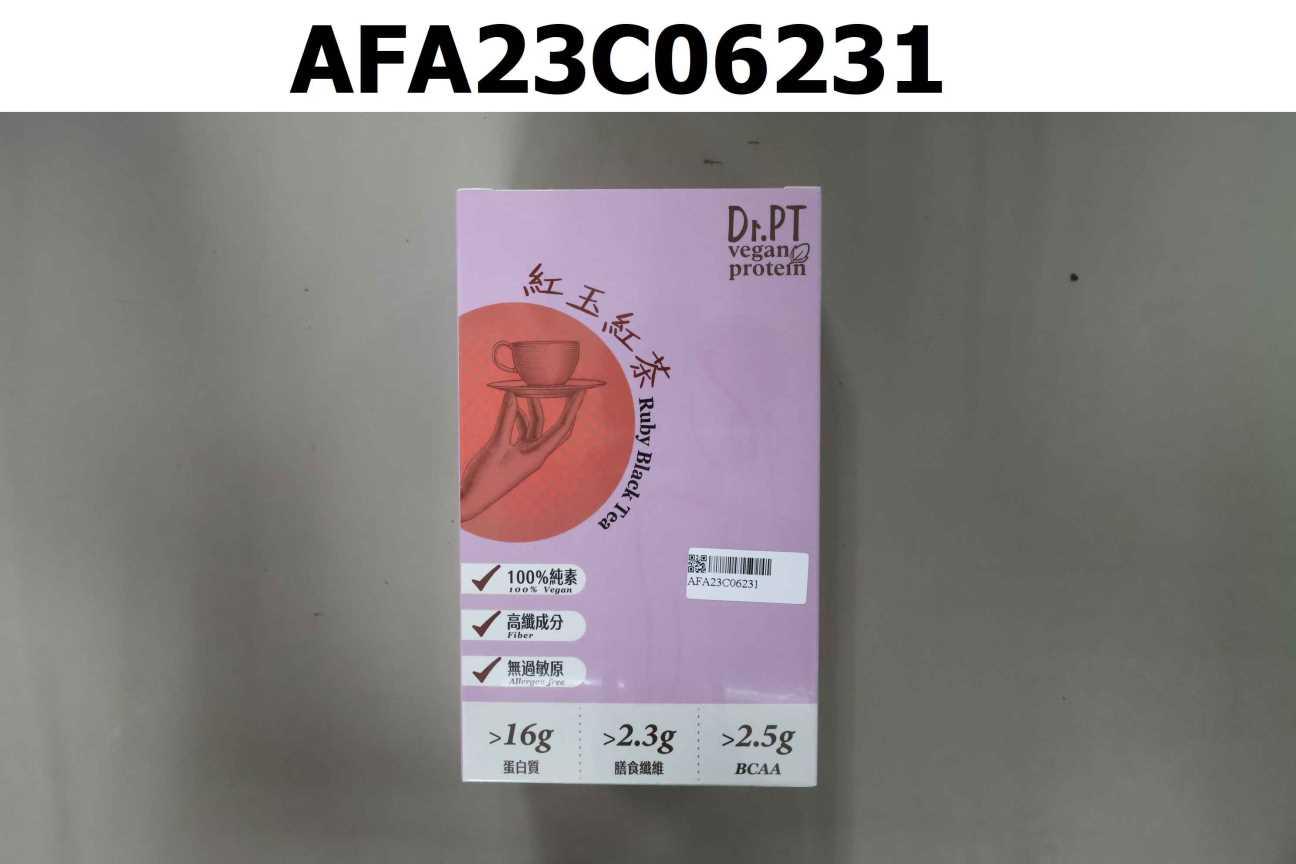 AFA23C06231
Dr.PT
vegan
protein
紅玉紅茶
Ruby Black Tea
AFA23C06231
100%純素
100% Vegan
高纖成分
Fiber
無過敏原
Allergen free
>16g
蛋白質
>2.3g
膳食纖維
>2.5g
BCAA